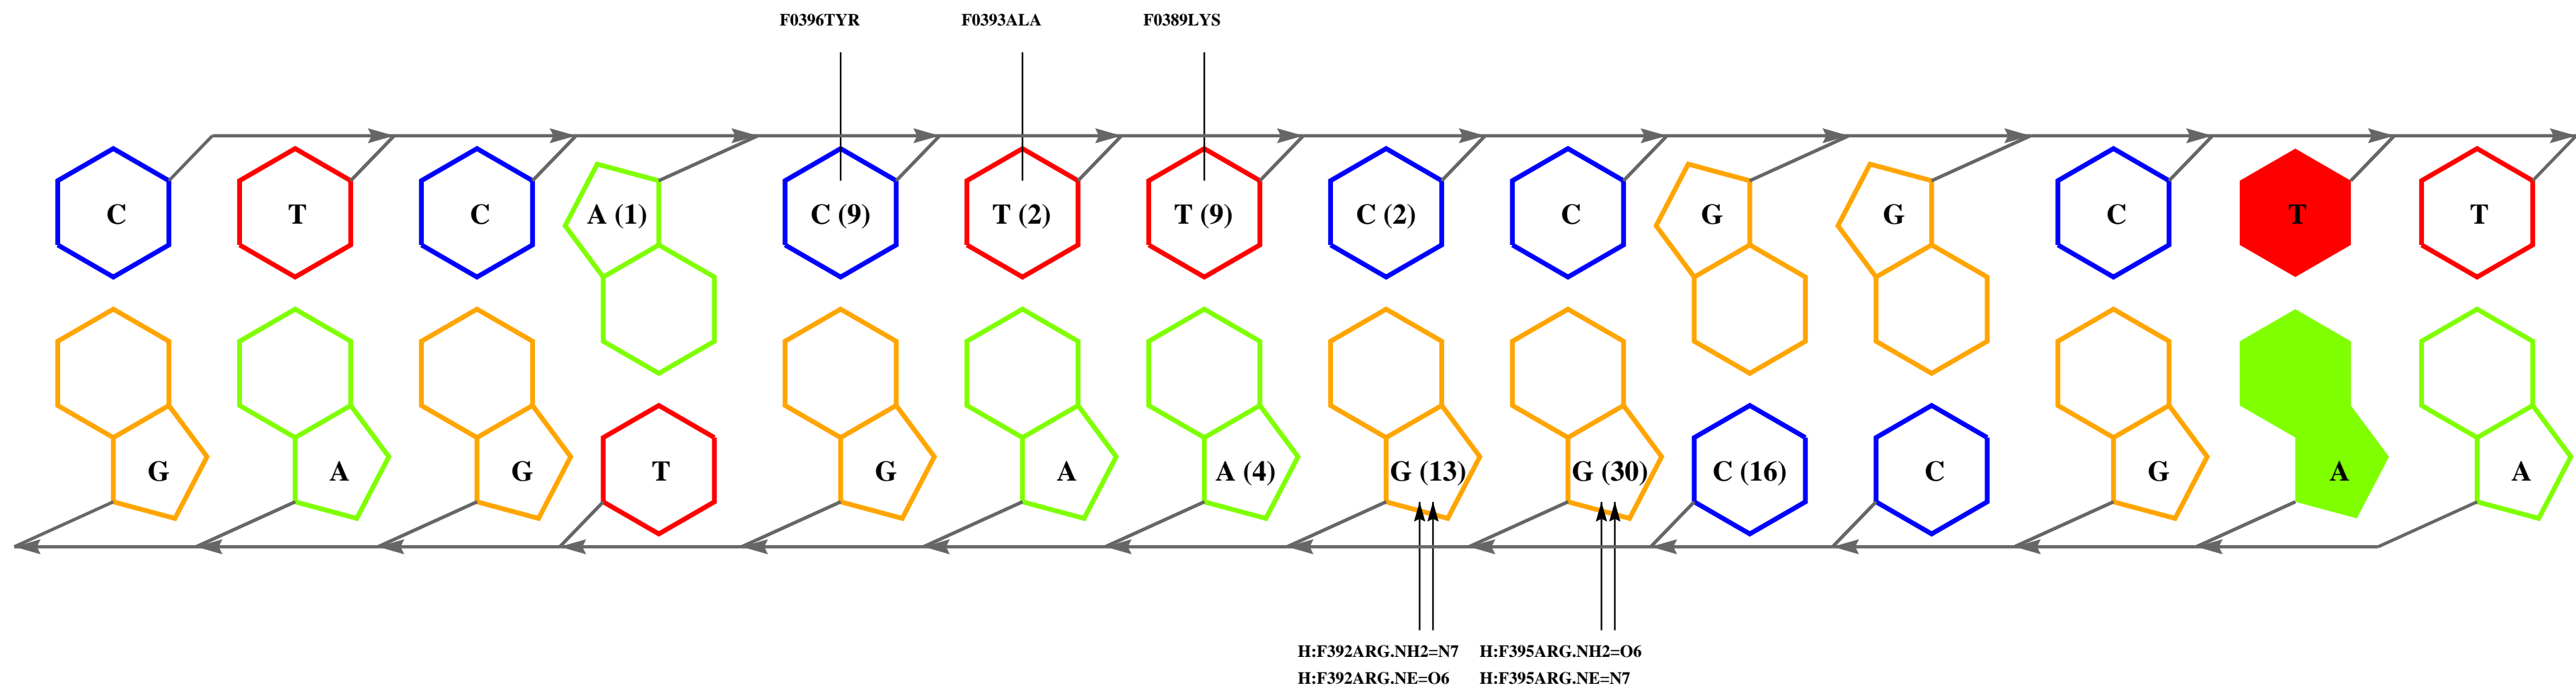 F0396TYR F0393ALA F0389LYS
C T C A (1) C (9) T (2) T (9) C (2) C G G C T T
G A G T G A A (4) G (13) G (30) C (16) C G A A
H:F392ARG.NH2=N7 H:F395ARG.NH2=O6
H:F392ARG.NE=O6 H:F395ARG.NE=N7